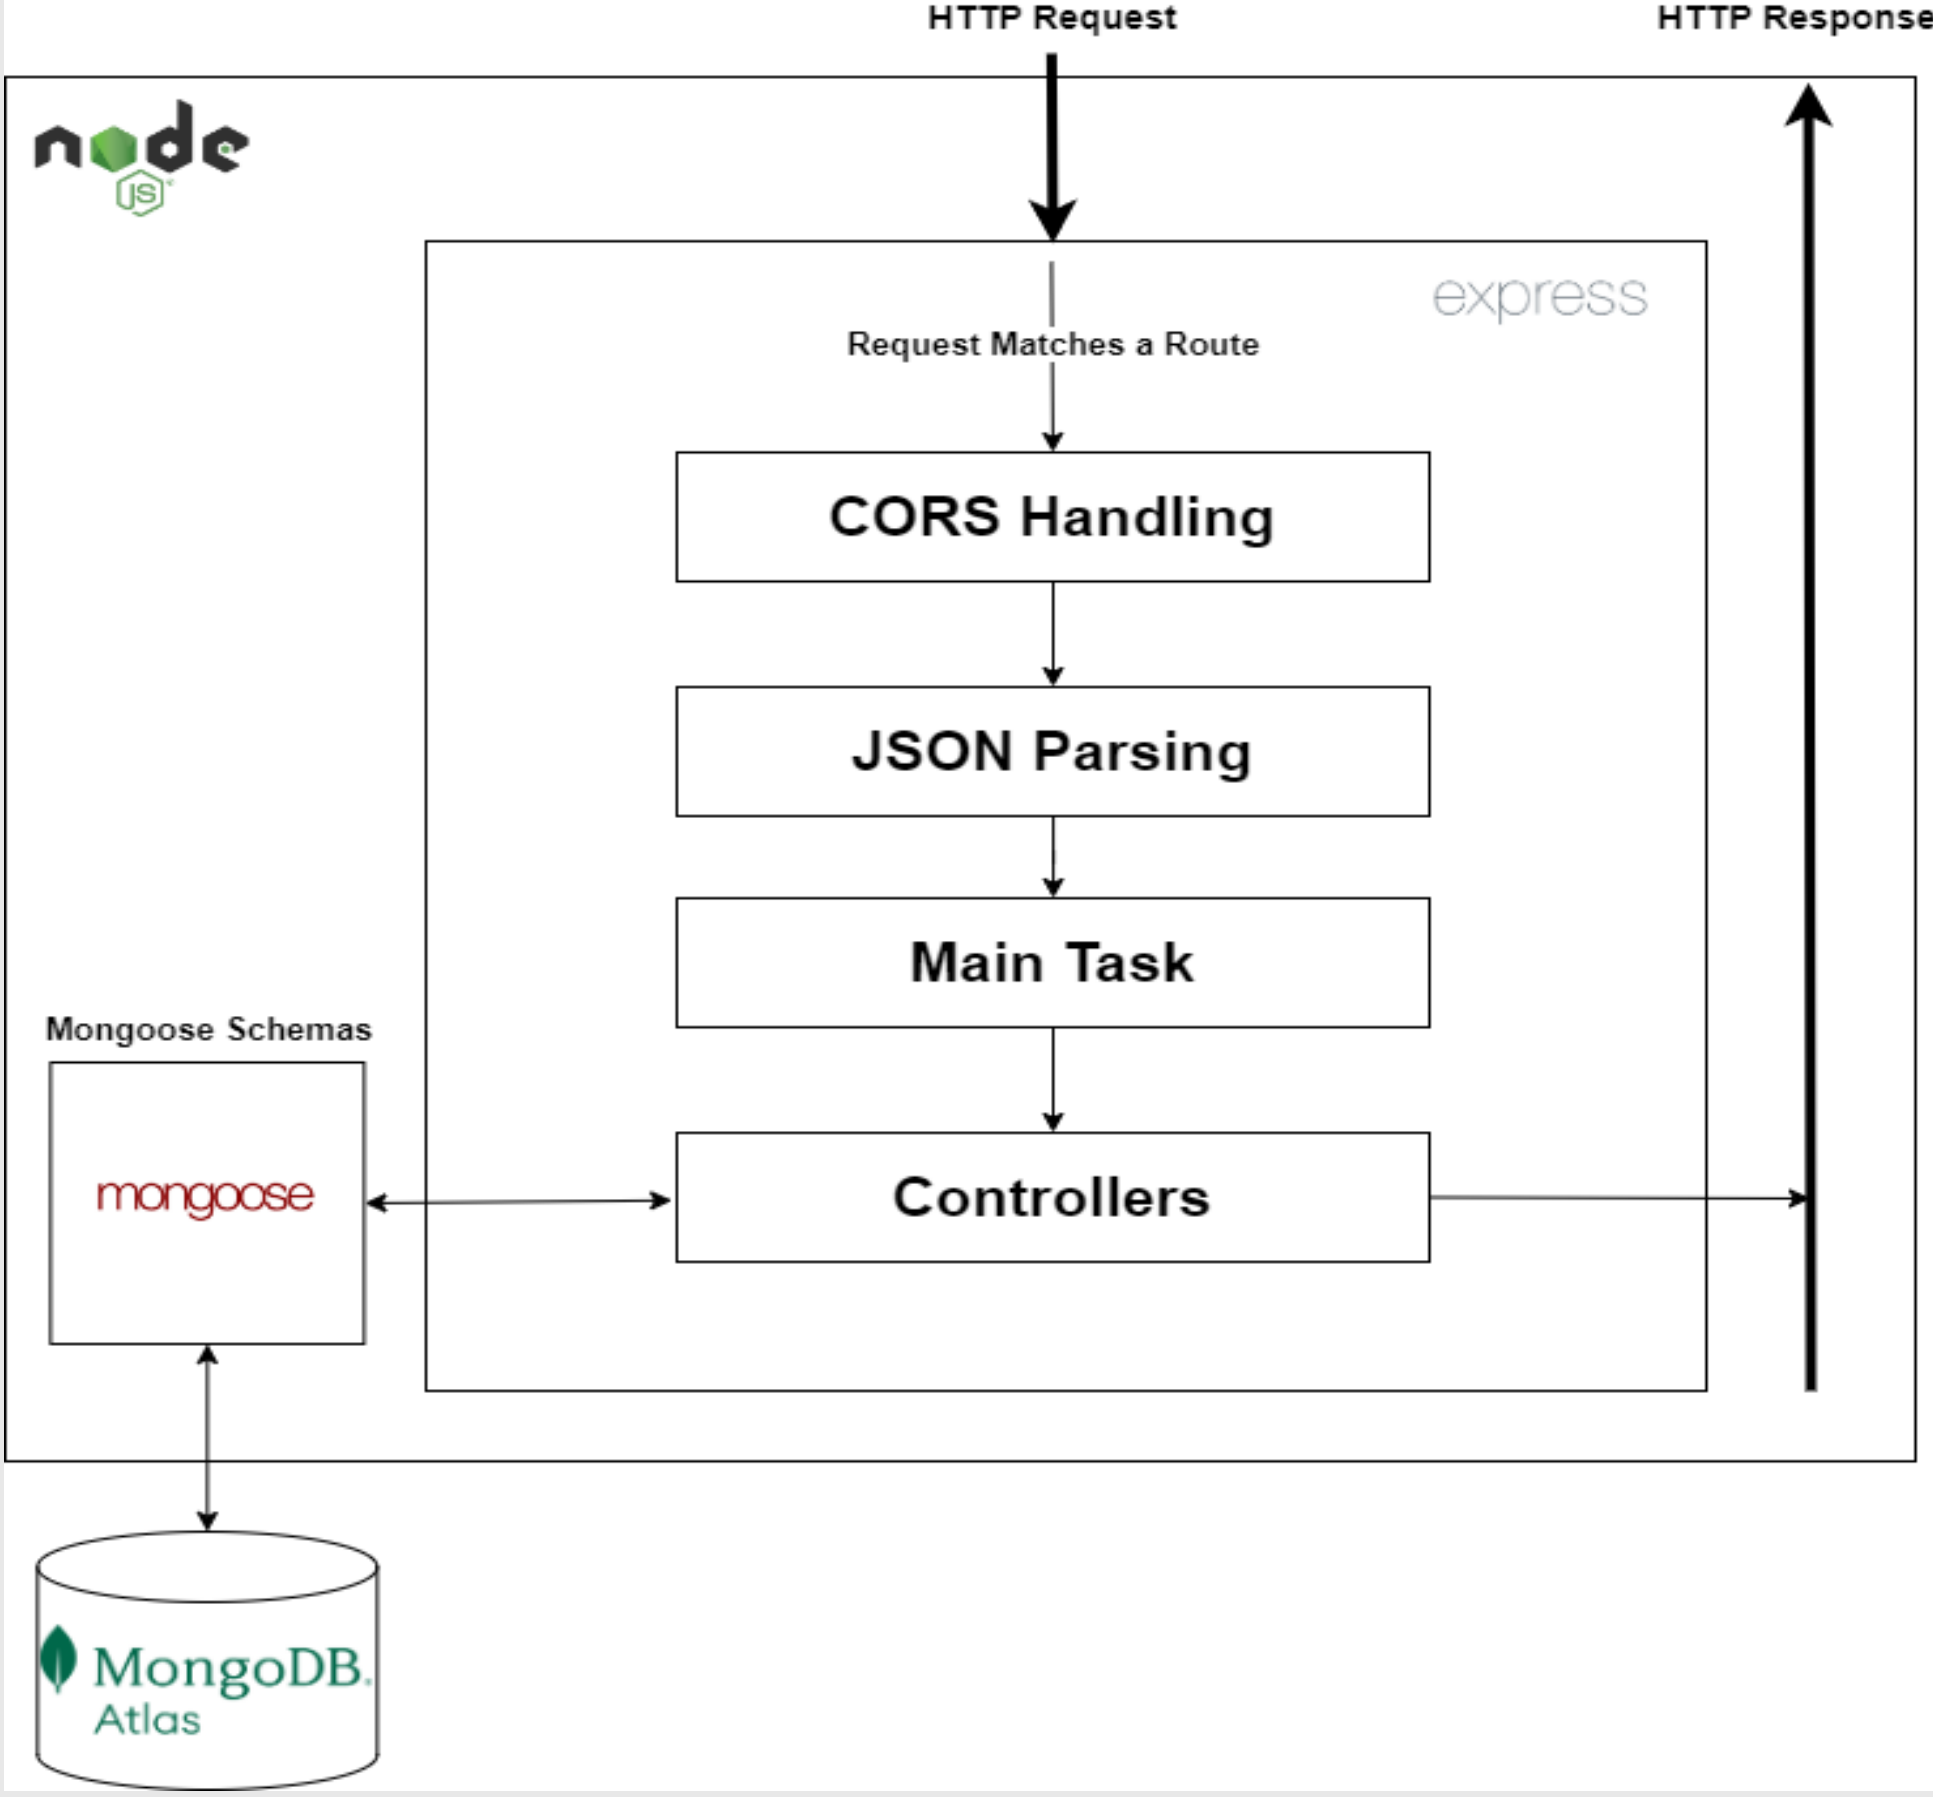 HTTP Request
HTTP Response
node
JS
express
Request Matches a Route
CORS Handling
JSON Parsing
Main Task
Mongoose Schemas
mongoose
Controllers
MongoDB.
Atlas